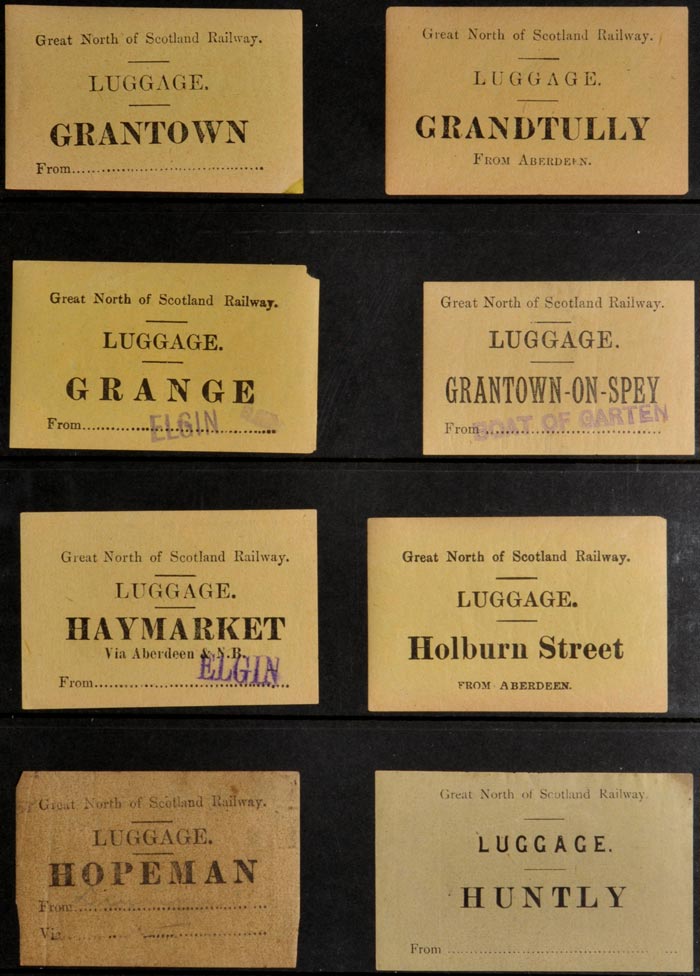 Great North of Scotland Railway.
LUGGAGE.
GRANTOWN
From
Great North of Scotland Railway.
LUGGAGE.
GRANDTULLY
FROM ABERDEEN.
Great North of Scotland Railway.
LUGGAGE.
GRANGE
From ELGIN
Great North of Scotland Railway.
LUGGAGE.
GRANTOWN-ON-SPEY
From BOAT OF GARTEN
Great North of Scotland Railway.
LUGGAGE.
HAYMARKET
Via Aberdeen & N.B.
From ELGIN
Great North of Scotland Railway.
LUGGAGE.
Holburn Street
FROM ABERDEEN.
Great North of Scotland Railway.
LUGGAGE.
HOPEMAN
From
Via
Great North of Scotland Railway.
LUGGAGE.
HUNTLY
From